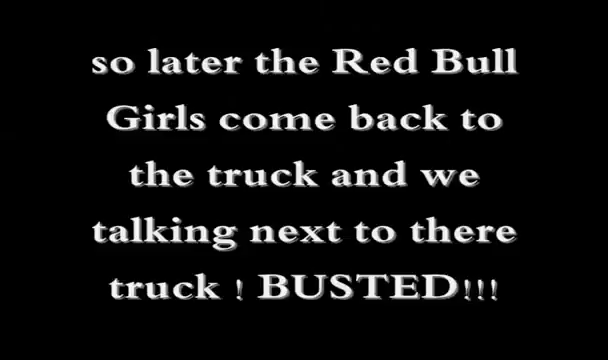 so later the Red Bull
Girls come back to
the truck and we
talking next to there
truck ! BUSTED!!!